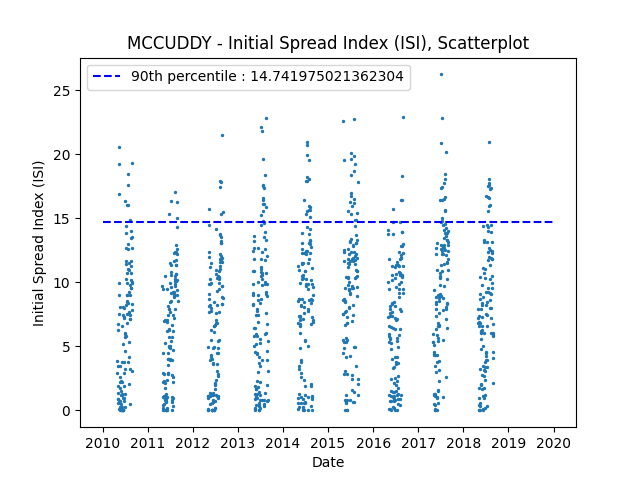 MCCUDDY - Initial Spread Index (ISI), Scatterplot
90th percentile : 14.741975021362304
25
20
15
10
5
0
Initial Spread Index (ISI)
2010 2011 2012 2013 2014 2015 2016 2017 2018 2019 2020
Date